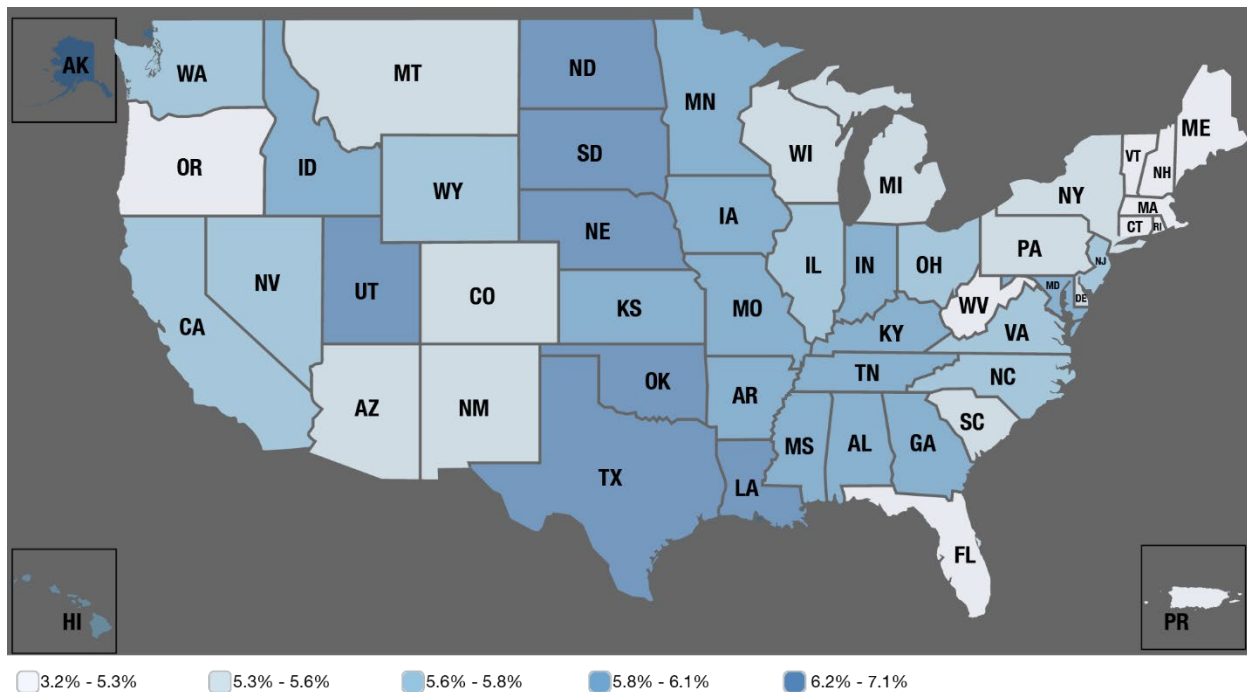 AK
WA
MT
ND
MN
ME
VT
NH
OR
ID
SD
WI
MI
NY
MA
CT
RI
WY
IA
NE
PA
NJ
NV
UT
CO
IL
IN
OH
MD
DE
WV
CA
KS
MO
KY
VA
AZ
NM
OK
AR
TN
NC
SC
TX
LA
MS
AL
GA
FL
HI
PR
3.2% - 5.3%
5.3% - 5.6%
5.6% - 5.8%
5.8% - 6.1%
6.2% - 7.1%